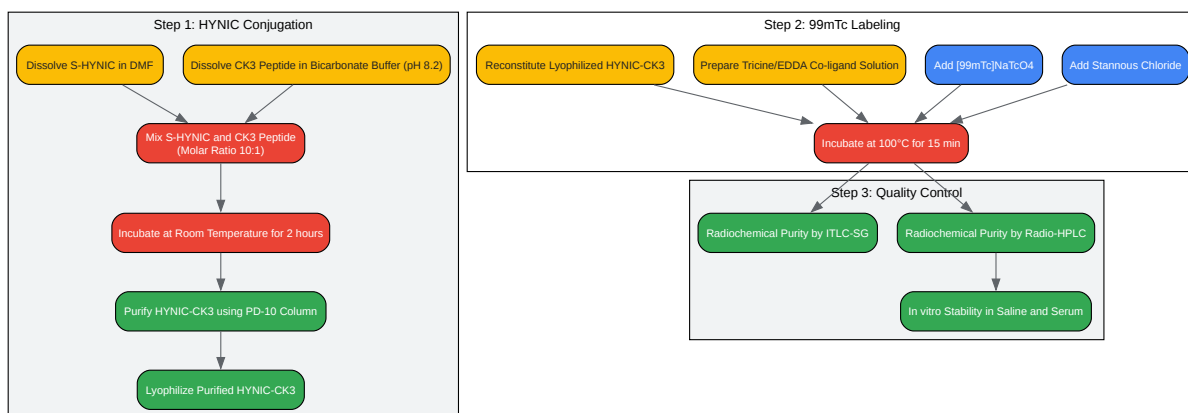 Step 1: HYNIC Conjugation
Dissolve S-HYNIC in DMF
Dissolve CK3 Peptide in Bicarbonate Buffer (pH 8.2)
Mix S-HYNIC and CK3 Peptide
(Molar Ratio 10:1)
Incubate at Room Temperature for 2 hours
Purify HYNIC-CK3 using PD-10 Column
Lyophilize Purified HYNIC-CK3
Step 2: 99mTc Labeling
Reconstitute Lyophilized HYNIC-CK3
Prepare Tricine/EDDA Co-ligand Solution
Add [99mTc]NaTcO4
Add Stannous Chloride
Incubate at 100°C for 15 min
Step 3: Quality Control
Radiochemical Purity by ITLC-SG
Radiochemical Purity by Radio-HPLC
In vitro Stability in Saline and Serum